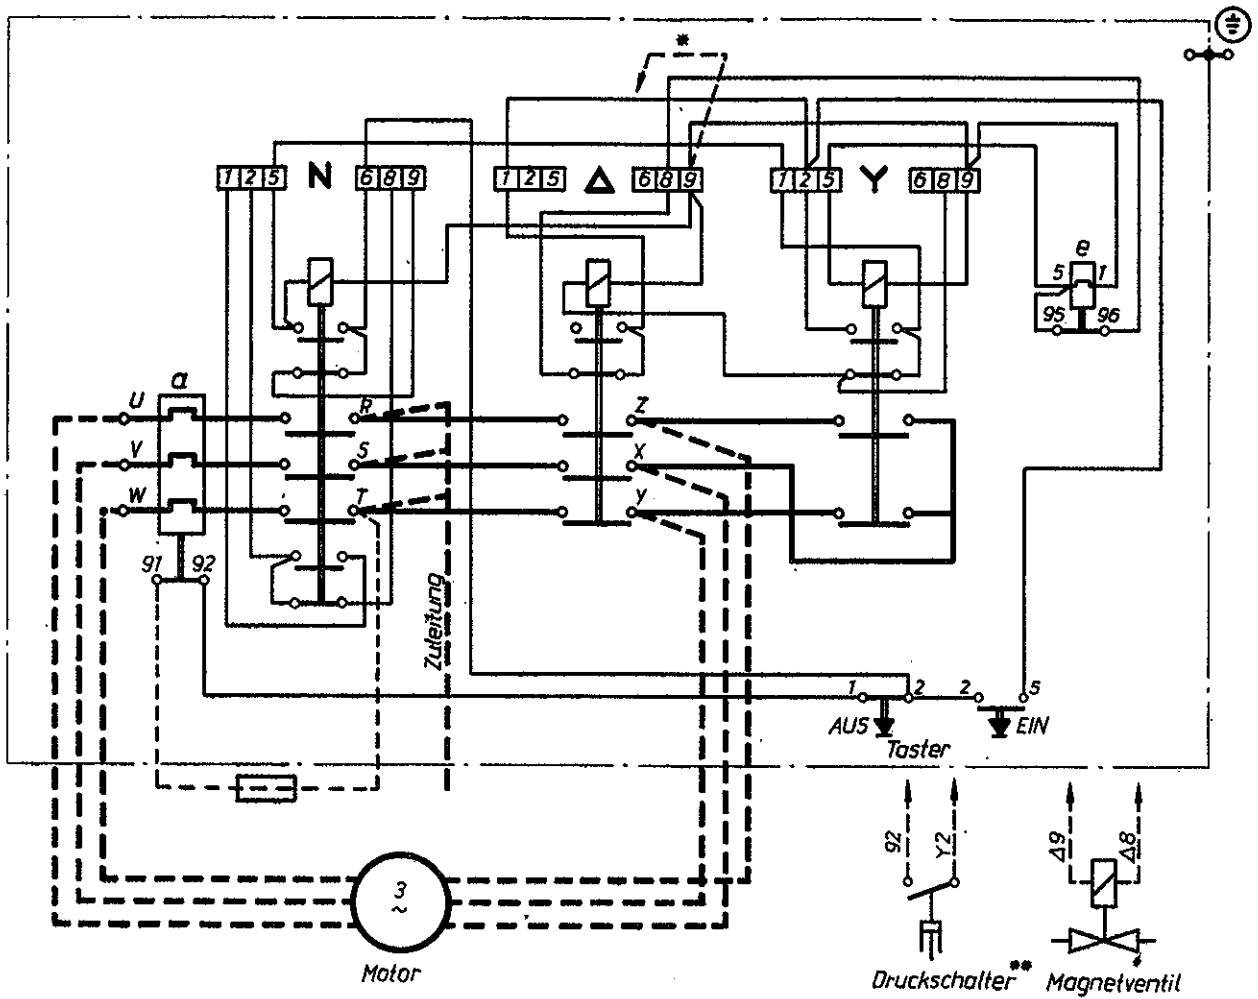 *
1 2 5 N 6 8 9 1 2 5 Δ 6 8 9 1 2 5 Y 6 8 9
e
5 1
95 96
a
U R Z
V S X
W T Y
91 92
Zuleitung
1 2 2 5
AUS EIN
Taster
92 Y2 Δ9 Δ8
3
~
Motor
Druckschalter** Magnetventil
*